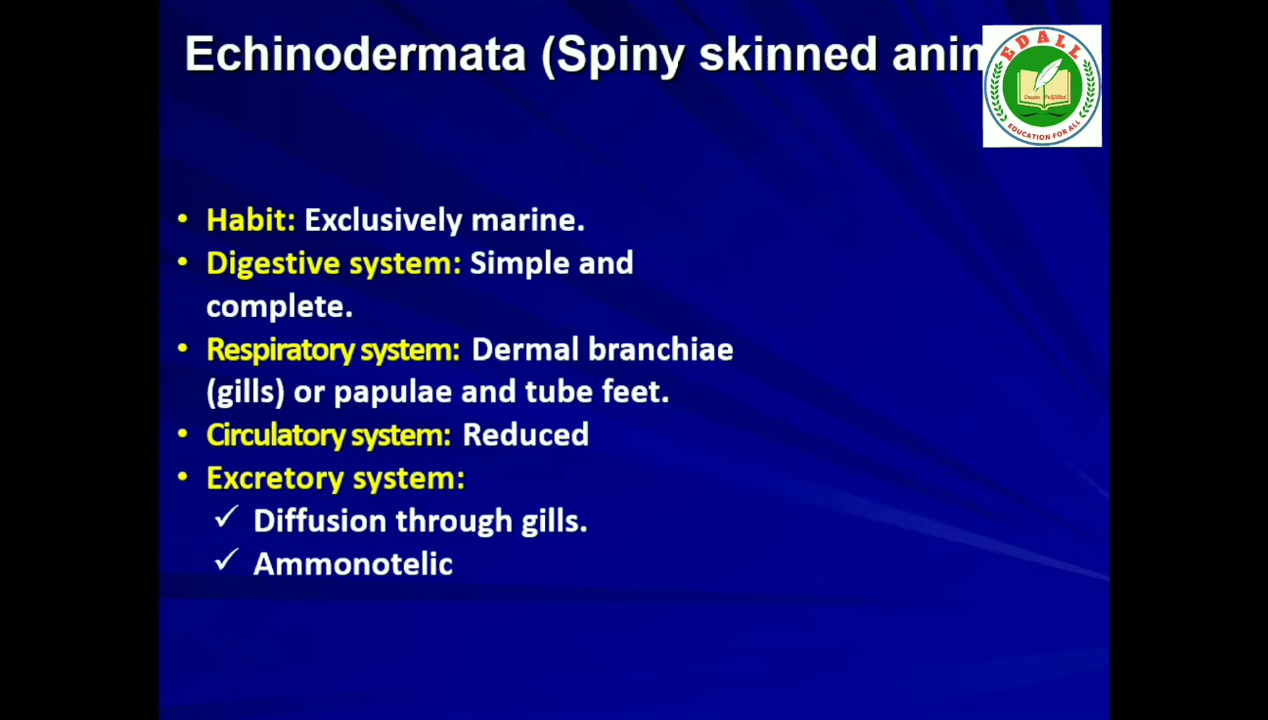 Echinodermata (Spiny skinned anim
EDALL
EDUCATION FOR ALL
• Habit: Exclusively marine.
• Digestive system: Simple and
complete.
• Respiratory system: Dermal branchiae
(gills) or papulae and tube feet.
• Circulatory system: Reduced
• Excretory system:
✓ Diffusion through gills.
✓ Ammonotelic